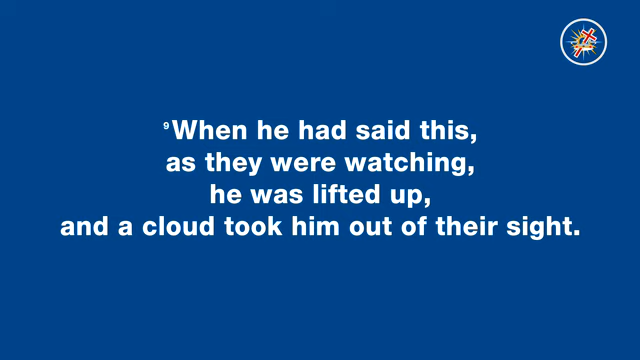 ⁹When he had said this,
as they were watching,
he was lifted up,
and a cloud took him out of their sight.